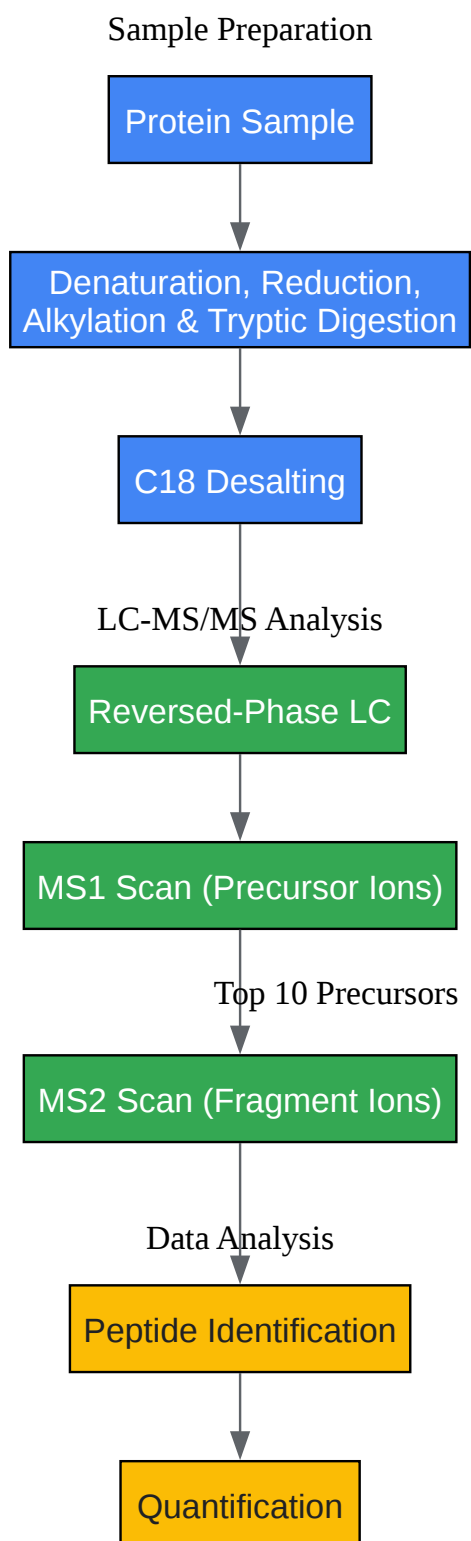 Sample Preparation
Protein Sample
Denaturation, Reduction,
Alkylation & Tryptic Digestion
C18 Desalting
LC-MS/MS Analysis
Reversed-Phase LC
MS1 Scan (Precursor Ions)
Top 10 Precursors
MS2 Scan (Fragment Ions)
Data Analysis
Peptide Identification
Quantification